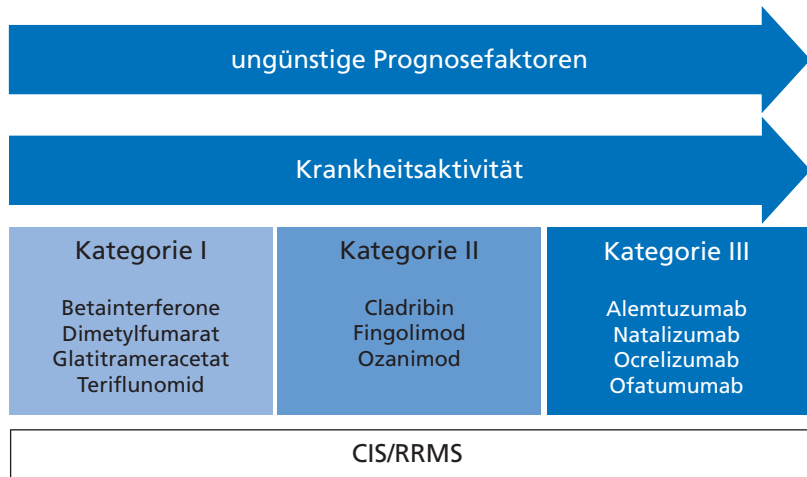 ungünstige Prognosefaktoren
Krankheitsaktivität
Kategorie I
Betainterferone
Dimetylfumarat
Glatitrameracetat
Teriflunomid
Kategorie II
Cladribin
Fingolimod
Ozanimod
Kategorie III
Alemtuzumab
Natalizumab
Ocrelizumab
Ofatumumab
CIS/RRMS